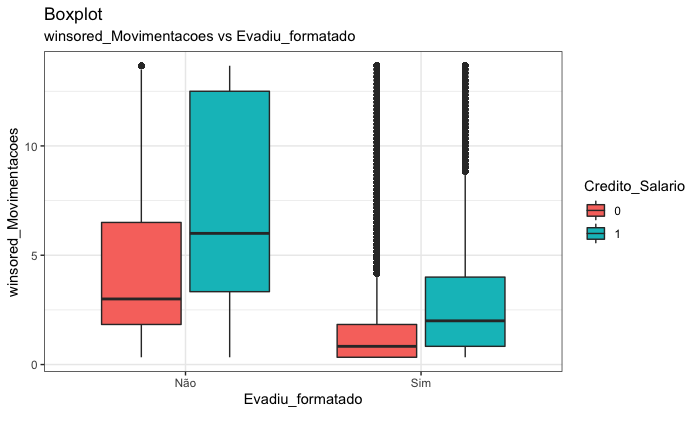 Boxplot
winsored_Movimentacoes vs Evadiu_formatado
winsored_Movimentacoes
10
5
0
Não
Sim
Evadiu_formatado
Credito_Salario
0
1